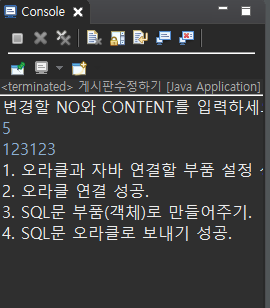 Console
<terminated> 게시판수정하기 [Java Application]
변경할 NO와 CONTENT를 입력하세.
5
123123
1. 오라클과 자바 연결할 부품 설정
2. 오라클 연결 성공.
3. SQL문 부품(객체)로 만들어주기.
4. SQL문 오라클로 보내기 성공.